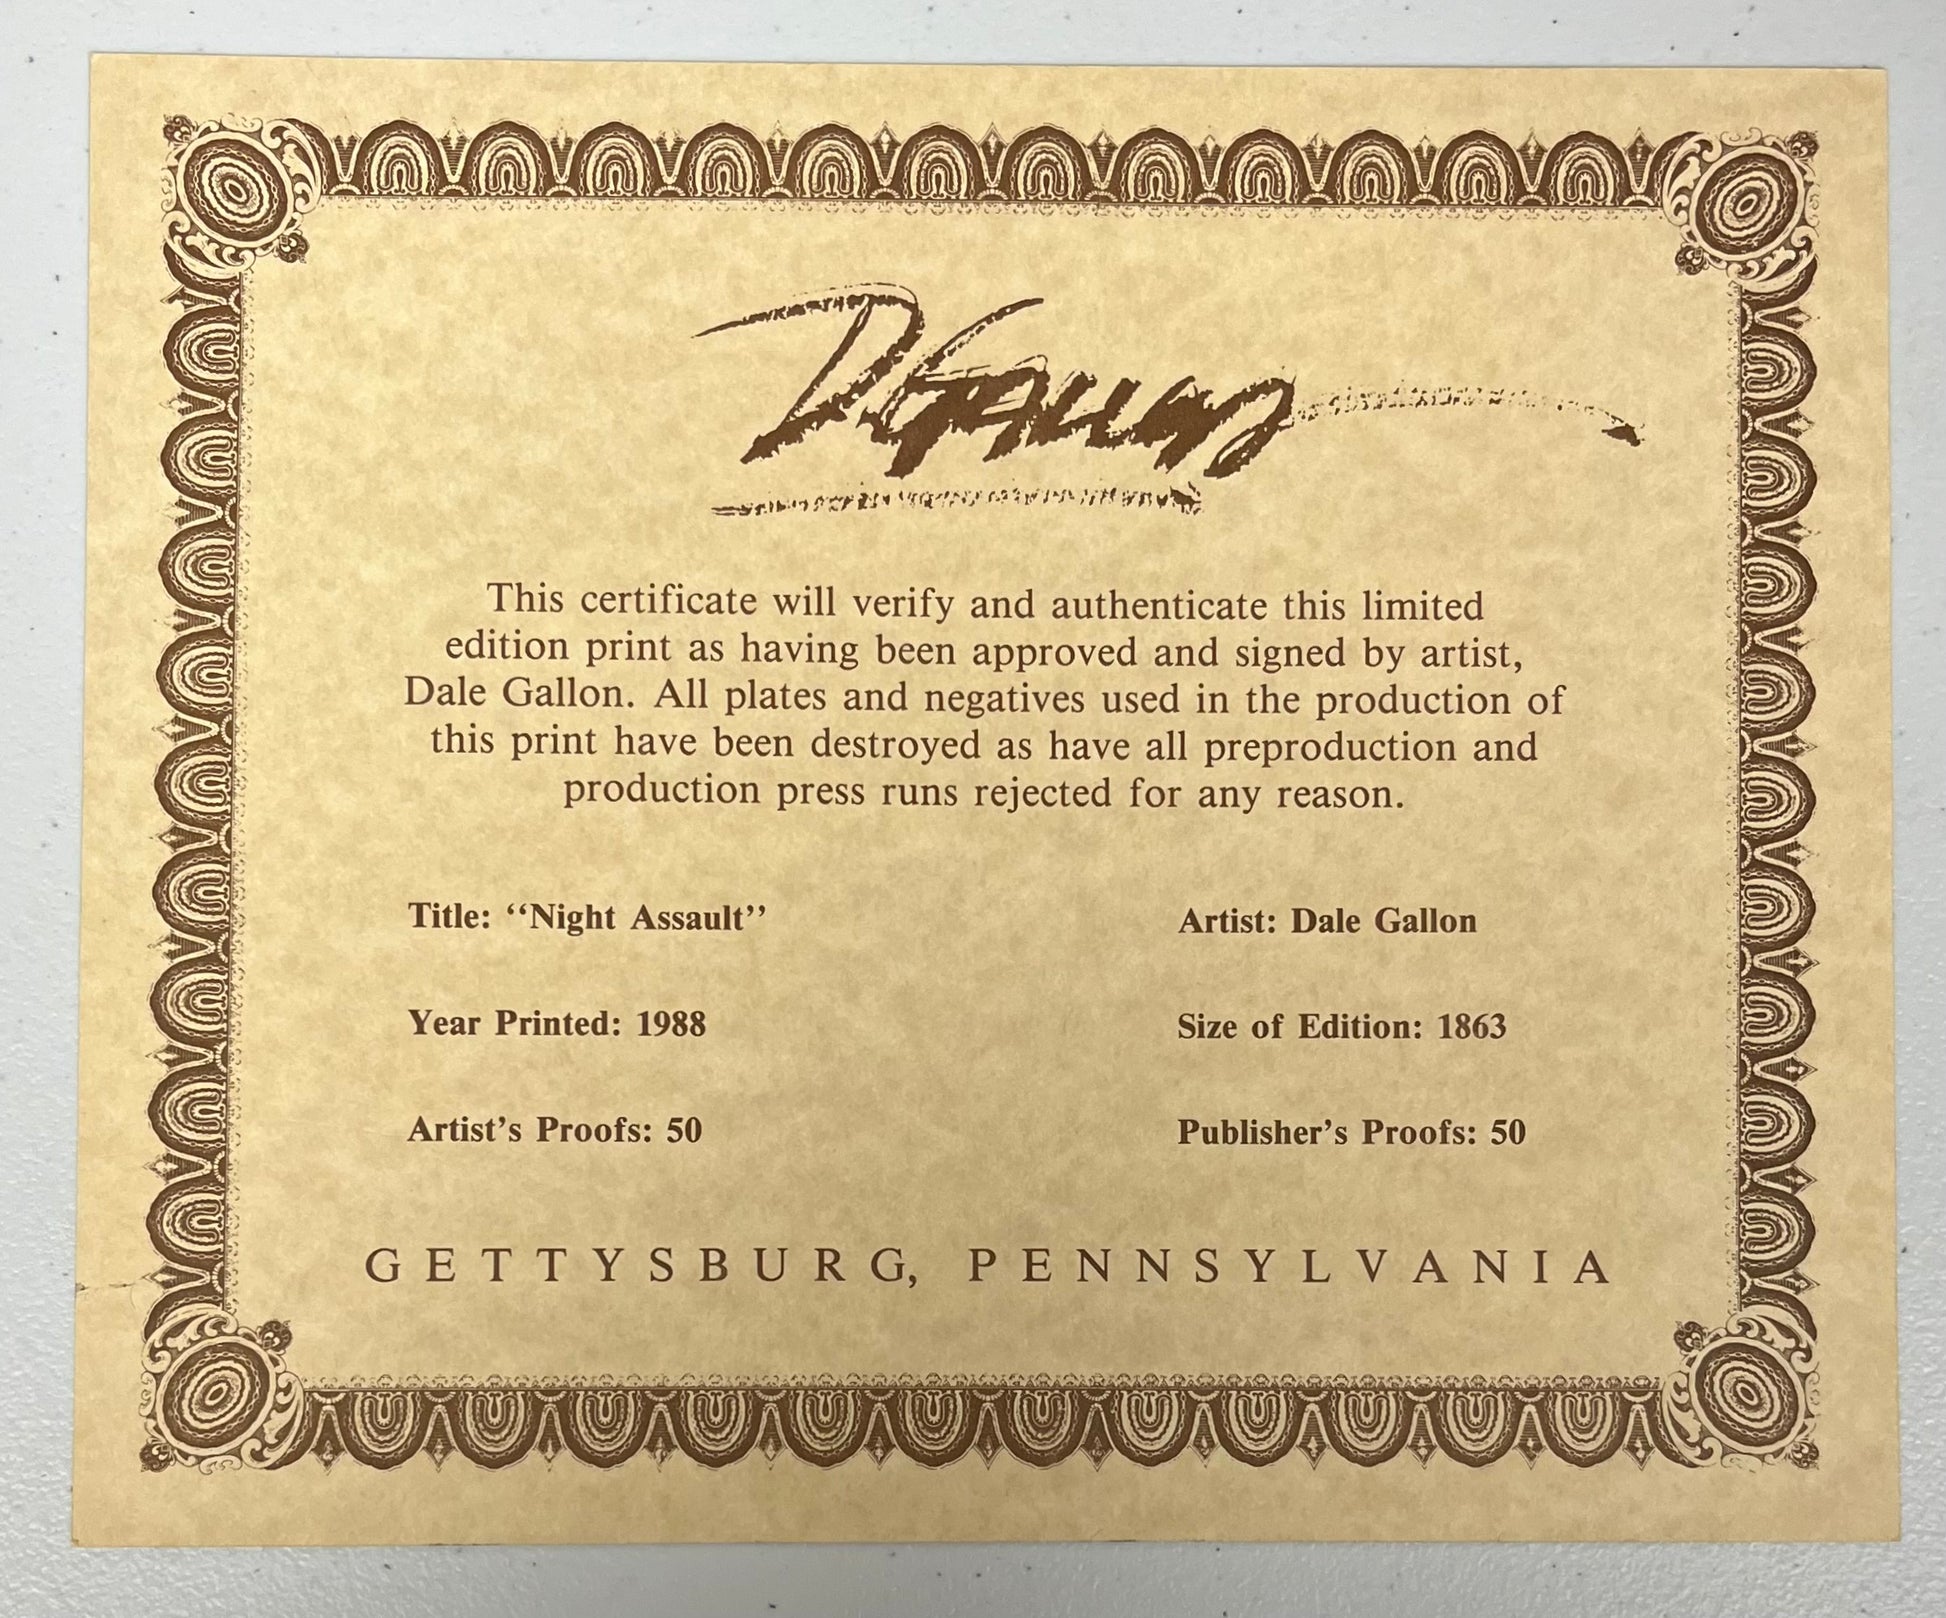 This certificate will verify and authenticate this limited
edition print as having been approved and signed by artist,
Dale Gallon. All plates and negatives used in the production of
this print have been destroyed as have all preproduction and
production press runs rejected for any reason.
Title: ‘‘Night Assault’’ Artist: Dale Gallon
Year Printed: 1988 Size of Edition: 1863
Artist’s Proofs: 50 Publisher’s Proofs: 50
GETTYSBURG, PENNSYLVANIA